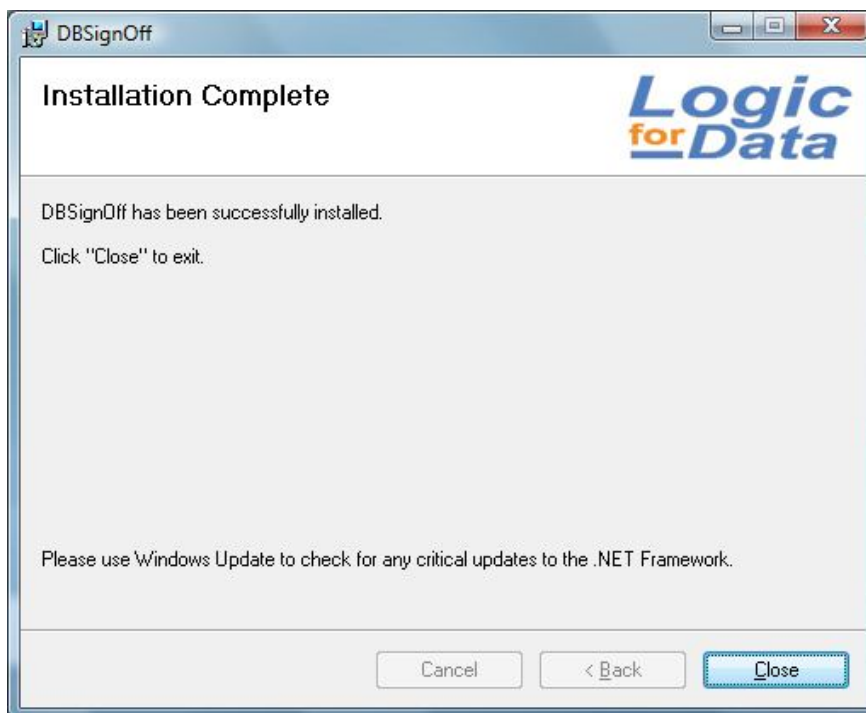 DBSignOff
Installation Complete
Logic
for Data
DBSignOff has been successfully installed.
Click "Close" to exit.
Please use Windows Update to check for any critical updates to the .NET Framework.
Cancel
< Back
Close